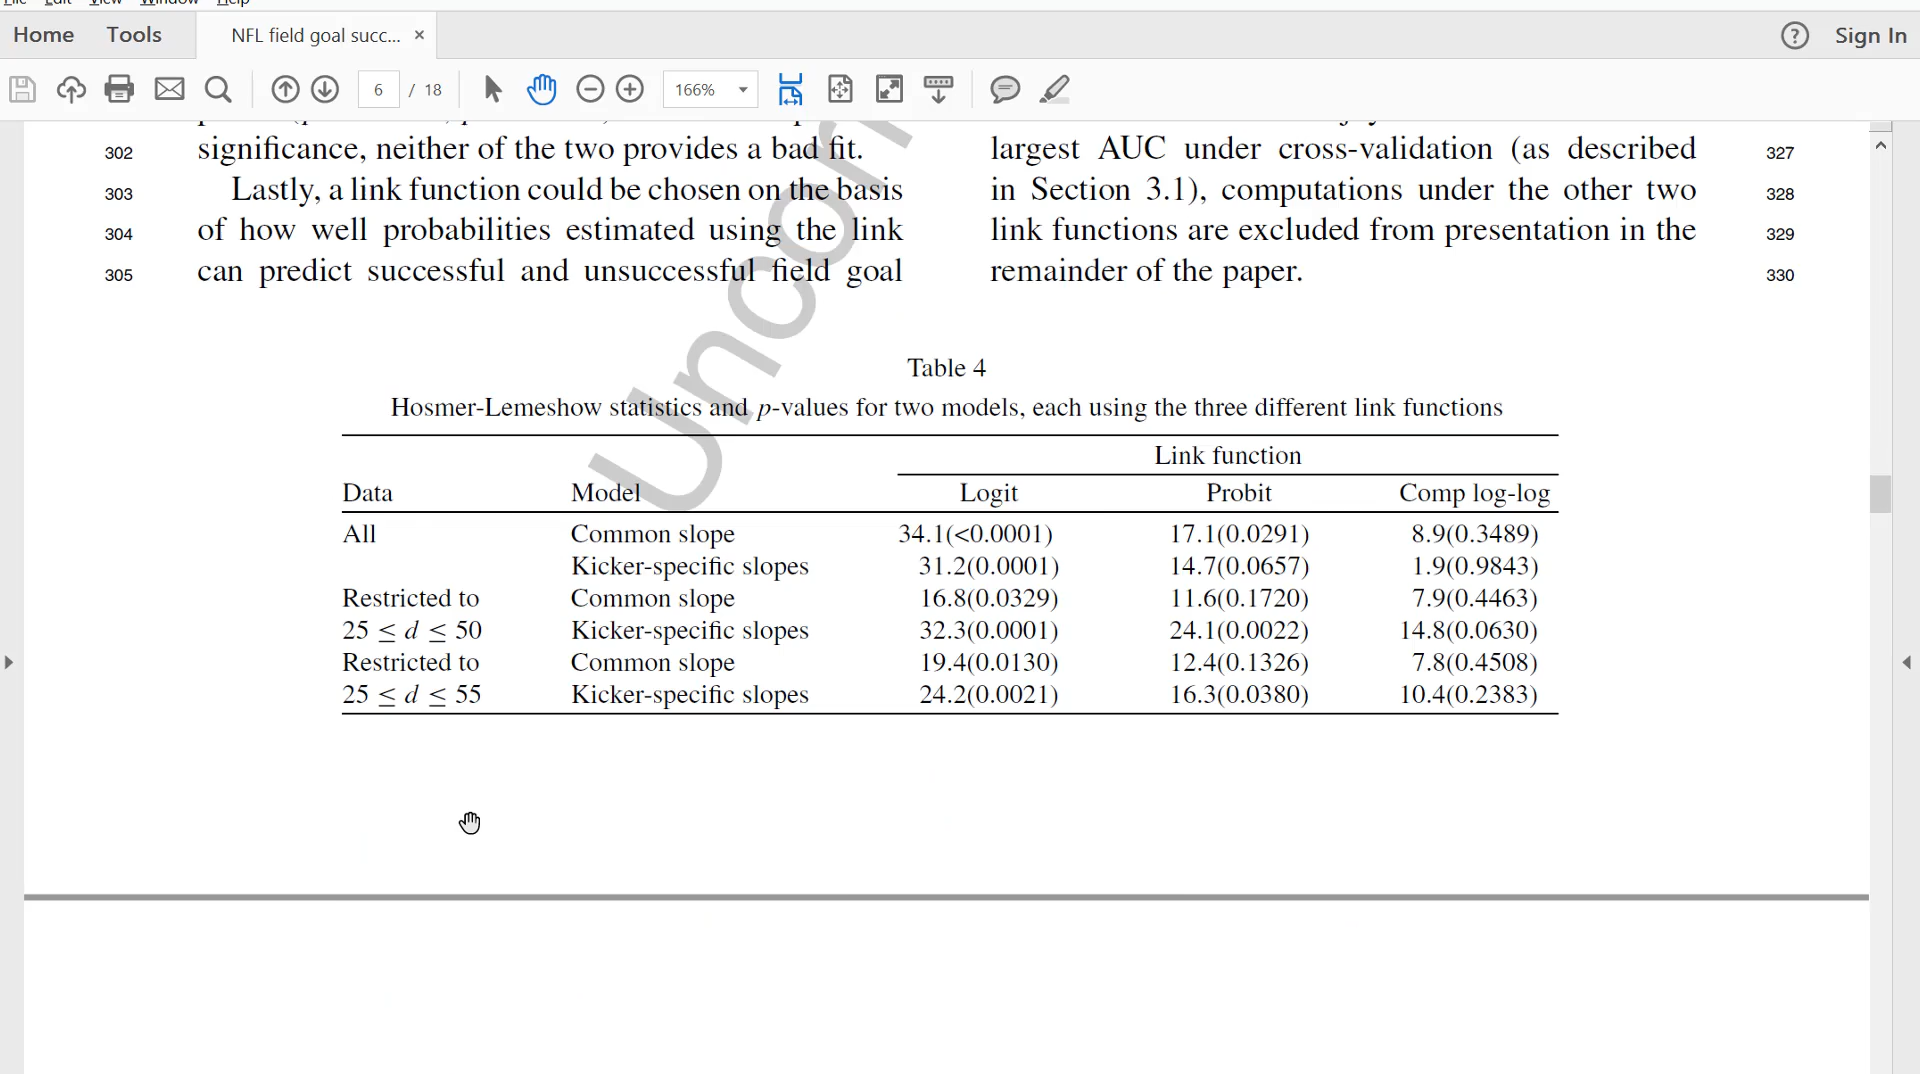 File Edit View Window Help
Home Tools NFL field goal succ... × Sign In
6 / 18 166%
302 significance, neither of the two provides a bad fit.
303 Lastly, a link function could be chosen on the basis
304 of how well probabilities estimated using the link
305 can predict successful and unsuccessful field goal
largest AUC under cross-validation (as described 327
in Section 3.1), computations under the other two 328
link functions are excluded from presentation in the 329
remainder of the paper. 330
Uncorr
Table 4
Hosmer-Lemeshow statistics and p-values for two models, each using the three different link functions
Link function
Data Model Logit Probit Comp log-log
All Common slope 34.1(<0.0001) 17.1(0.0291) 8.9(0.3489)
Kicker-specific slopes 31.2(0.0001) 14.7(0.0657) 1.9(0.9843)
Restricted to Common slope 16.8(0.0329) 11.6(0.1720) 7.9(0.4463)
25 ≤ d ≤ 50 Kicker-specific slopes 32.3(0.0001) 24.1(0.0022) 14.8(0.0630)
Restricted to Common slope 19.4(0.0130) 12.4(0.1326) 7.8(0.4508)
25 ≤ d ≤ 55 Kicker-specific slopes 24.2(0.0021) 16.3(0.0380) 10.4(0.2383)